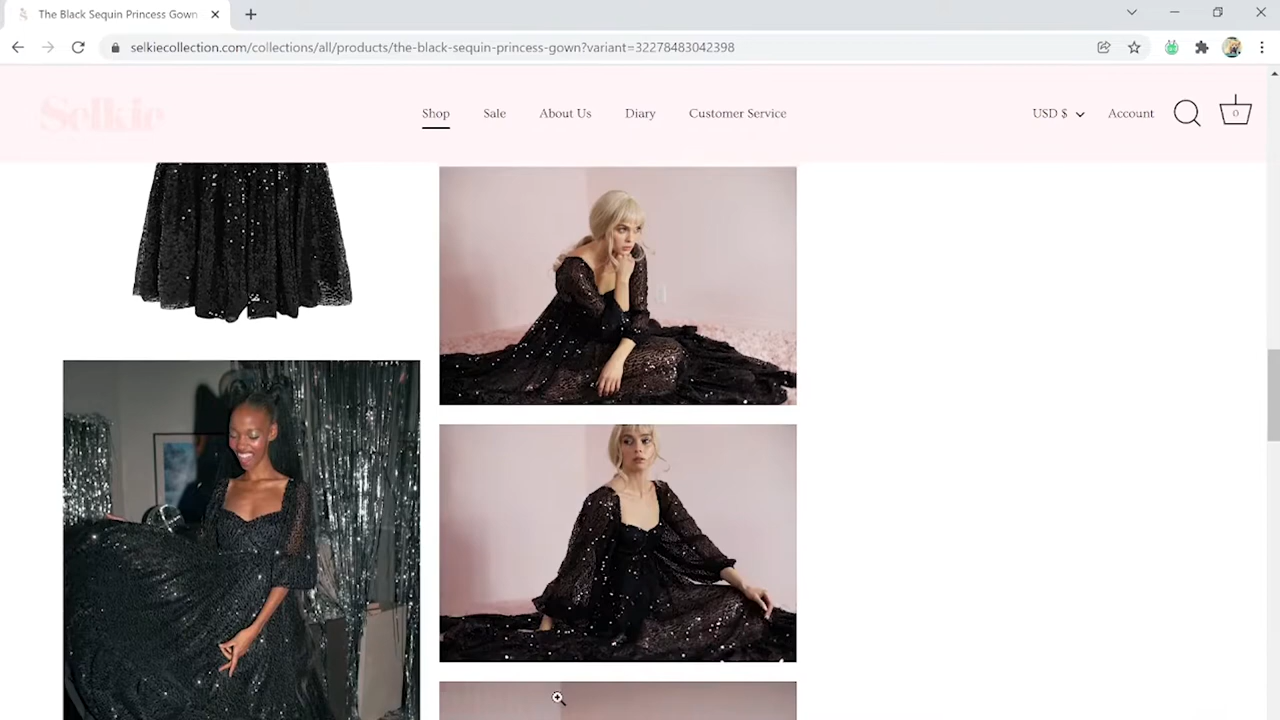 The Black Sequin Princess Gown
selkiecollection.com/collections/all/products/the-black-sequin-princess-gown?variant=32278483042398
Selkie
Shop
Sale
About Us
Diary
Customer Service
USD $
Account
0